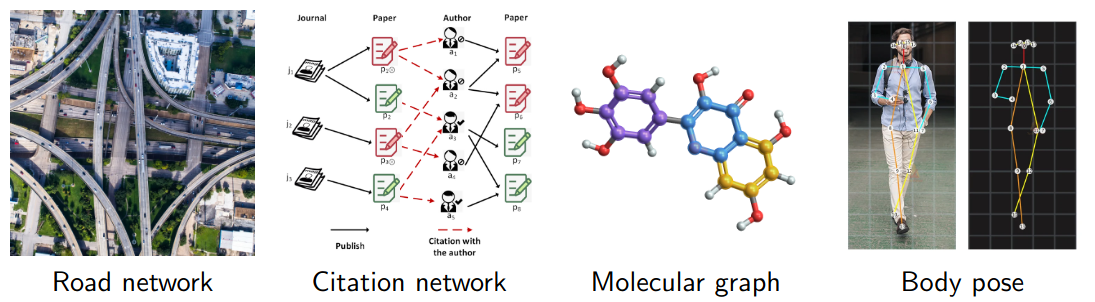 Journal Paper Author Paper
j₁
p₁
a₁
p₅
p₂
a₂
j₂
a₃
p₆
p₃
p₇
j₃
a₄
p₄
a₅
p₈
Publish
Citation with
the author
Road network
Citation network
Molecular graph
Body pose